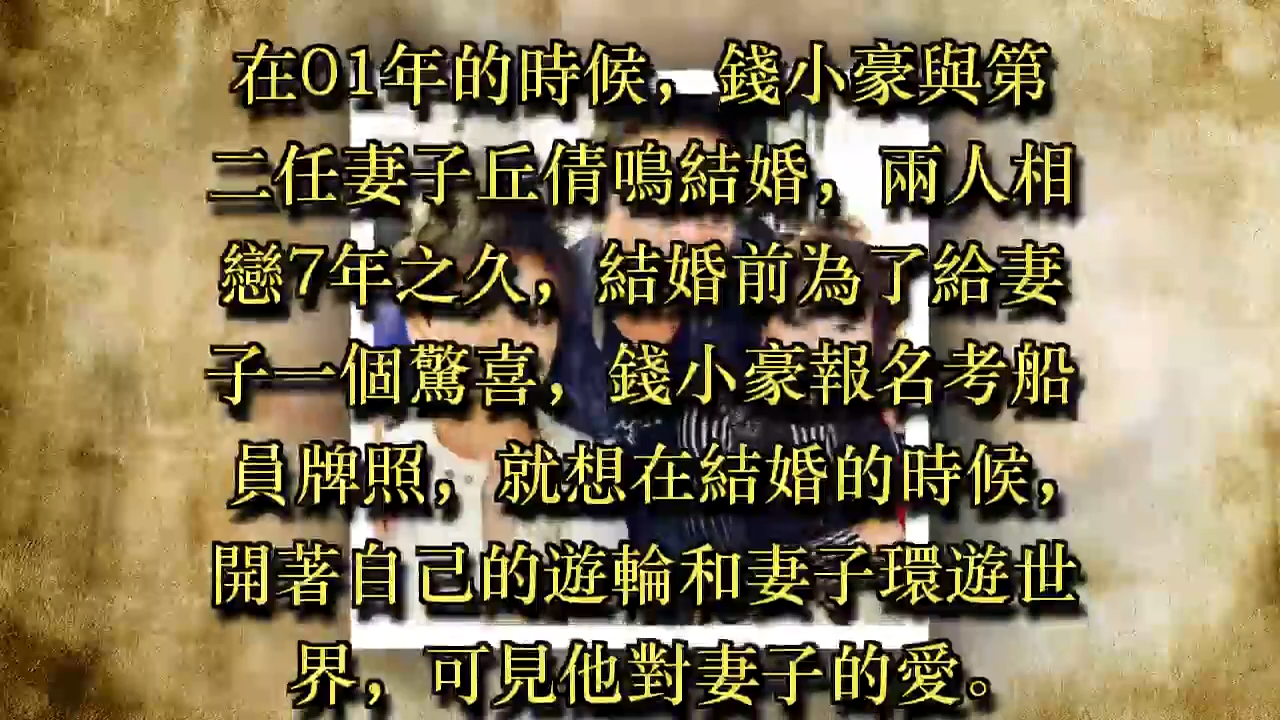 在01年的時候，錢小豪與第
二任妻子丘倩鳴結婚，兩人相
戀7年之久，結婚前為了給妻
子一個驚喜，錢小豪報名考船
員牌照，就想在結婚的時候，
開著自己的遊輪和妻子環遊世
界，可見他對妻子的愛。